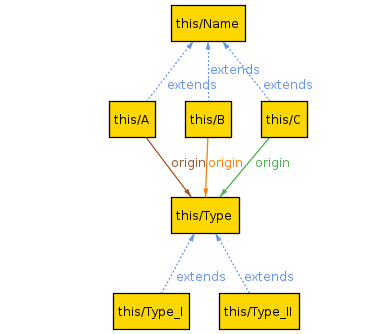 this/Name
extends
extends
extends
this/A
this/B
this/C
origin
origin
origin
this/Type
extends
extends
this/Type_I
this/Type_II